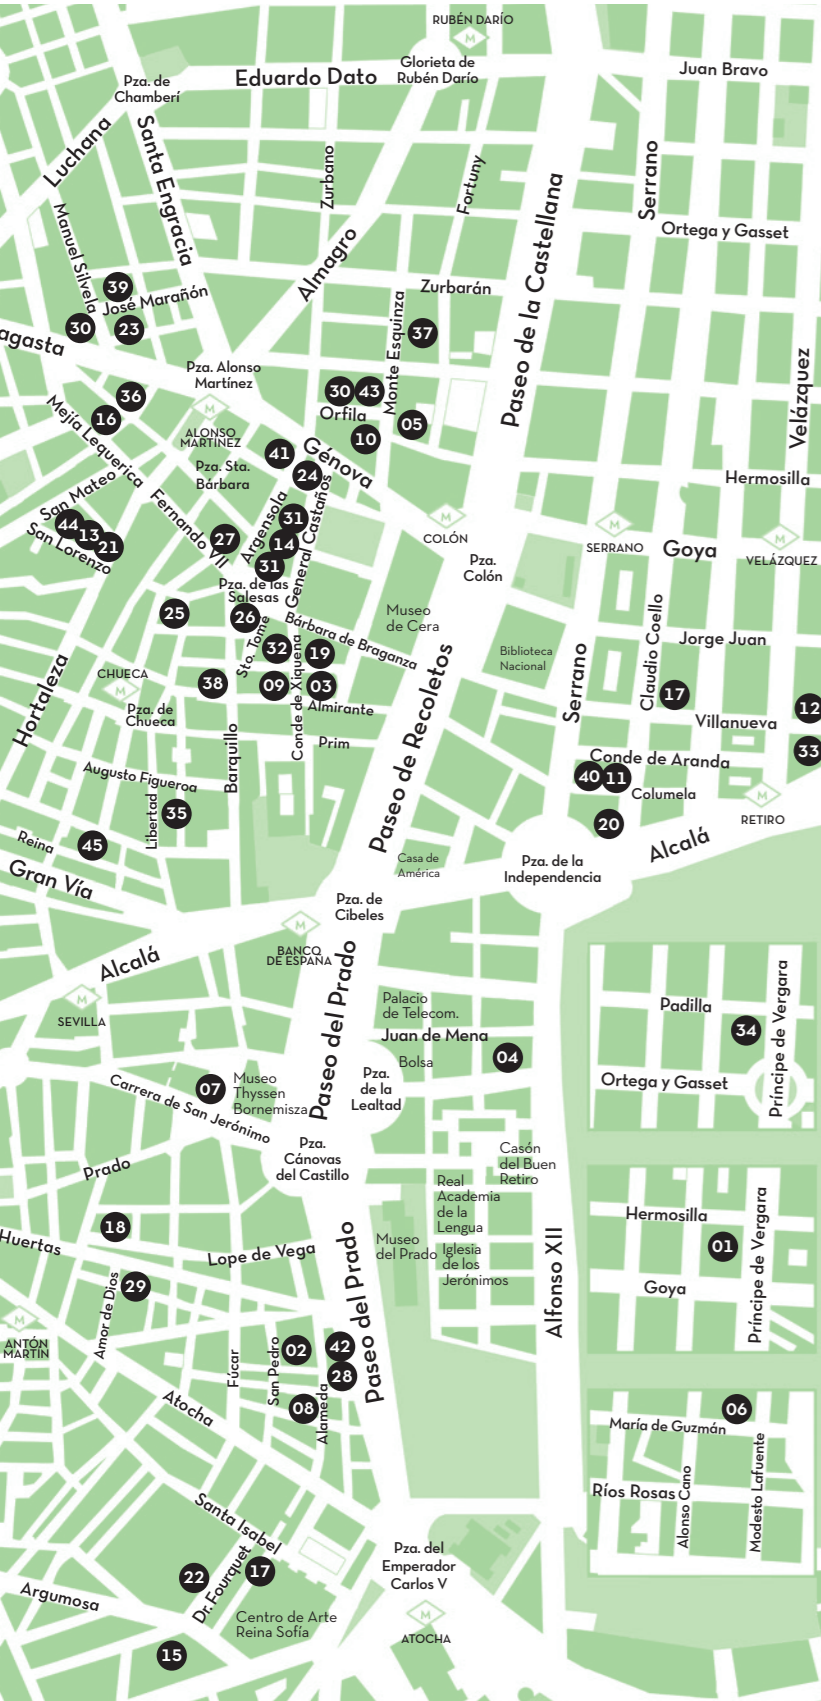 RUBÉN DARÍO
M
Glorieta de
Rubén Darío
Eduardo Dato
Juan Bravo
Pza. de
Chamberí
Luchana
Santa Engracia
Zurbano
Fortuny
Serrano
Paseo de la Castellana
Ortega y Gasset
Manuel Silvela
Almagro
39
José Marañón
Zurbarán
30
23
Monte Esquinza
37
agasta
Pza. Alonso
Martínez
Velázquez
36
30
43
Mejía Lequerica
16
M
Orfila
05
ALONSO
MARTÍNEZ
10
41
Génova
Pza. Sta.
Bárbara
24
Hermosilla
San Mateo
Fernando VII
Argensola
General Castaños
44
13
21
San Lorenzo
27
31
14
31
M
COLÓN
M
SERRANO
Goya
M
VELÁZQUEZ
Pza.
Colón
Pza. de las
Salesas
25
26
Bárbara de Braganza
Museo
de Cera
Claudio Coello
Jorge Juan
Sto. Tomé
32
19
Biblioteca
Nacional
Serrano
Hortaleza
CHUECA
M
38
09
Conde de Xiquena
03
Almirante
17
12
Villanueva
Pza. de
Chueca
Prim
Paseo de Recoletos
33
Barquillo
Conde de Aranda
Augusto Figueroa
40
11
Columela
M
RETIRO
Libertad
35
20
Alcalá
Reina
45
Casa de
América
Pza. de la
Independencia
Gran Vía
Pza. de
Cibeles
M
BANCO
DE ESPAÑA
Alcalá
Paseo del Prado
M
SEVILLA
Palacio
de Telecom.
Padilla
34
Príncipe de Vergara
Juan de Mena
Bolsa
04
Carrera de San Jerónimo
07
Museo
Thyssen
Bornemisza
Pza.
de la
Lealtad
Ortega y Gasset
Pza.
Cánovas
del Castillo
Casón
del Buen
Retiro
Prado
Real
Academia
de la
Lengua
18
Huertas
Lope de Vega
Museo
del Prado
Iglesia
de los
Jerónimos
Hermosilla
01
Príncipe de Vergara
Goya
Amor de Dios
29
Paseo del Prado
Alfonso XII
M
ANTÓN
MARTIN
Fúcar
San Pedro
02
42
28
08
Alameda
Atocha
06
María de Guzmán
Ríos Rosas
Alonso Cano
Modesto Lafuente
Santa Isabel
Pza. del
Emperador
Carlos V
22
Dr. Fourquet
17
Argumosa
Centro de Arte
Reina Sofía
M
ATOCHA
15